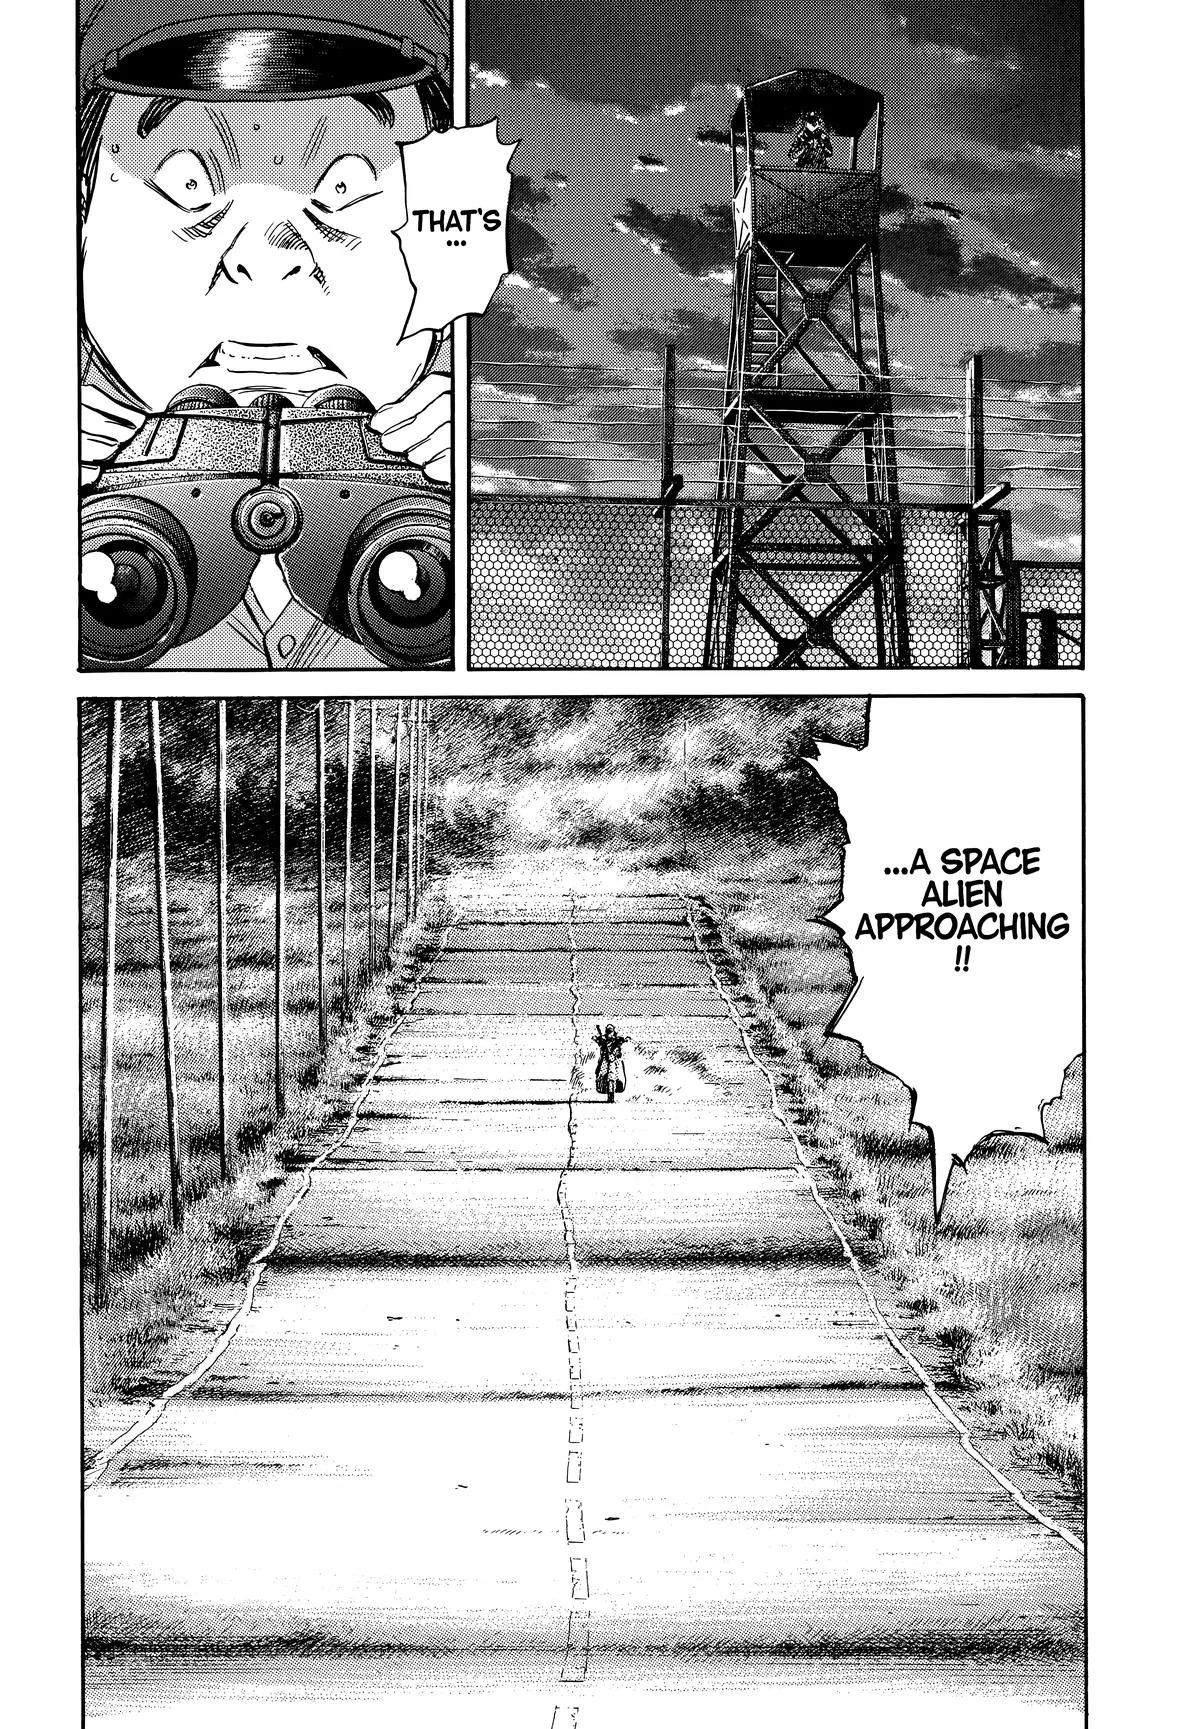 THAT'S
...
...A SPACE
ALIEN
APPROACHING
!!